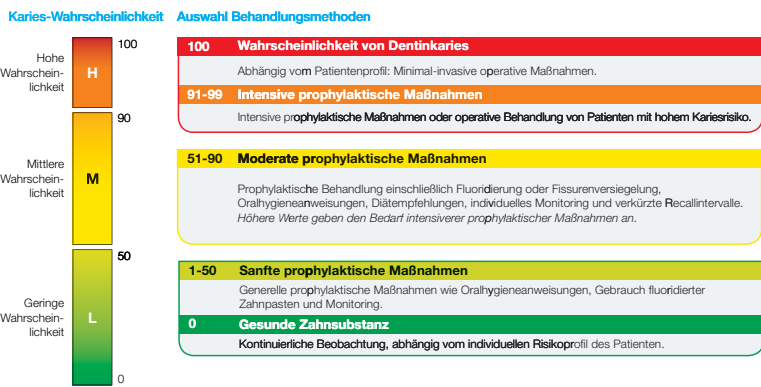 Karies-Wahrscheinlichkeit
Auswahl Behandlungsmethoden
Hohe
Wahrschein-
lichkeit
H
100
Mittlere
Wahrschein-
lichkeit
M
90
Geringe
Wahrschein-
lichkeit
L
50
0
100 Wahrscheinlichkeit von Dentinkaries
Abhängig vom Patientenprofil: Minimal-invasive operative Maßnahmen.
91-99 Intensive prophylaktische Maßnahmen
Intensive prophylaktische Maßnahmen oder operative Behandlung von Patienten mit hohem Kariesrisiko.
51-90 Moderate prophylaktische Maßnahmen
Prophylaktische Behandlung einschließlich Fluoridierung oder Fissurenversiegelung,
Oralhygieneanweisungen, Diätempfehlungen, individuelles Monitoring und verkürzte Recallintervalle.
Höhere Werte geben den Bedarf intensiverer prophylaktischer Maßnahmen an.
1-50 Sanfte prophylaktische Maßnahmen
Generelle prophylaktische Maßnahmen wie Oralhygieneanweisungen, Gebrauch fluoridierter
Zahnpasten und Monitoring.
0 Gesunde Zahnsubstanz
Kontinuierliche Beobachtung, abhängig vom individuellen Risikoprofil des Patienten.